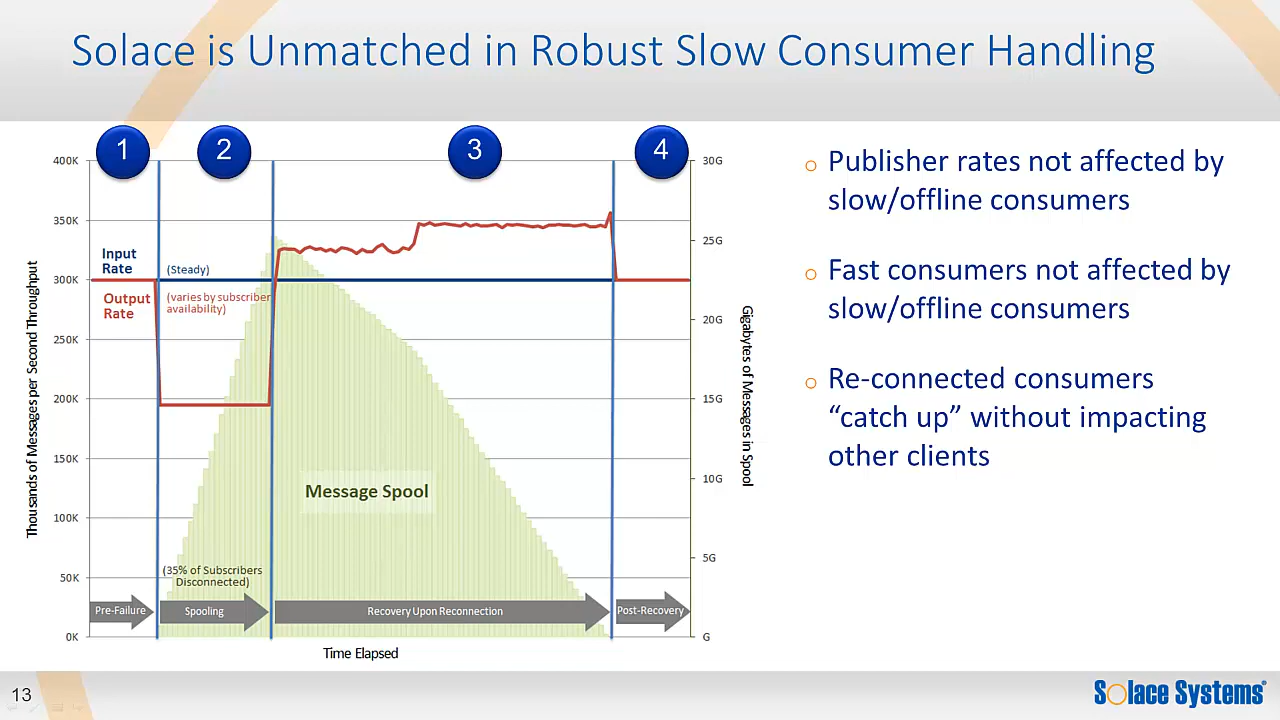 Solace is Unmatched in Robust Slow Consumer Handling
1
2
3
4
400K
350K
300K
250K
200K
150K
100K
50K
0K
Thousands of Messages per Second Throughput
30G
25G
20G
15G
10G
5G
G
Gigabytes of Messages in Spool
Input
Rate
(Steady)
Output
Rate
(varies by subscriber
availability)
Message Spool
(35% of Subscribers
Disconnected)
Pre-Failure
Spooling
Recovery Upon Reconnection
Post-Recovery
Time Elapsed
Publisher rates not affected by
slow/offline consumers
Fast consumers not affected by
slow/offline consumers
Re-connected consumers
“catch up” without impacting
other clients
13
Solace Systems®